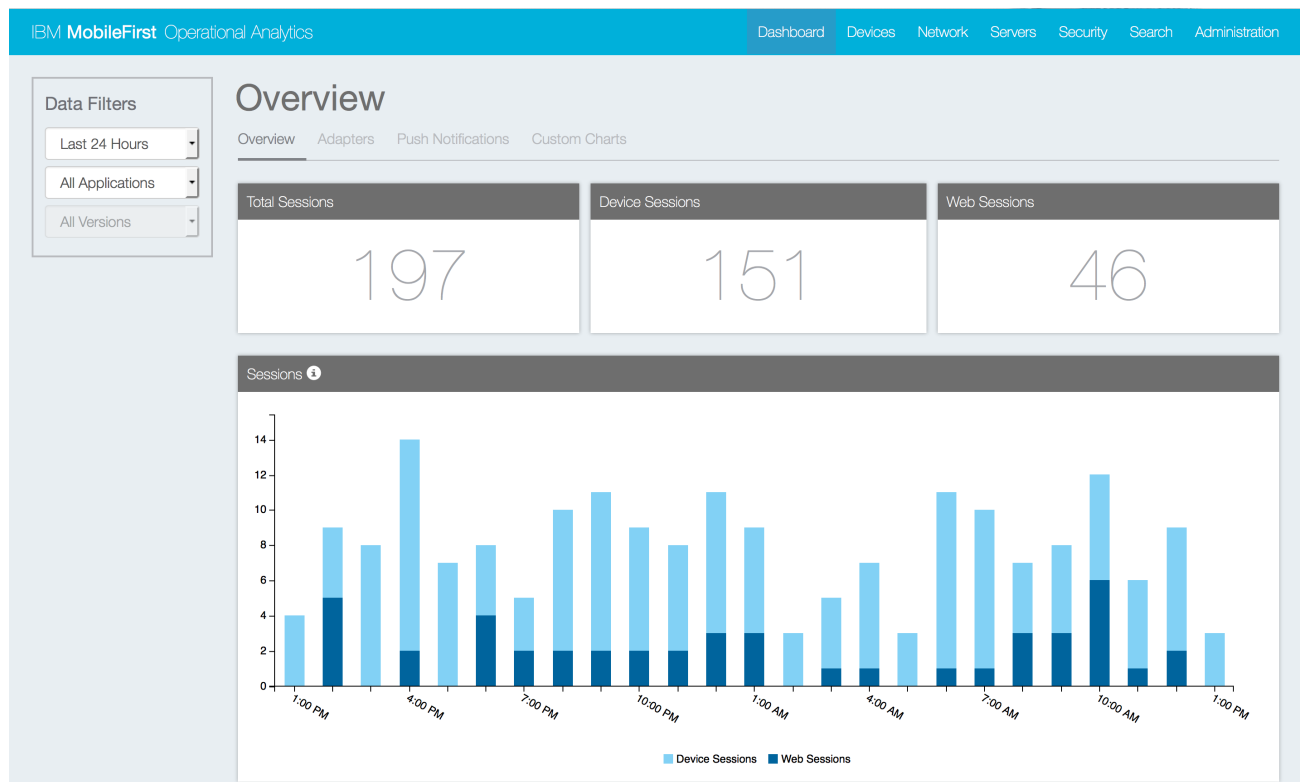 IBM MobileFirst Operational Analytics
Dashboard Devices Network Servers Security Search Administration
Data Filters
Last 24 Hours
All Applications
All Versions
Overview
Overview Adapters Push Notifications Custom Charts
Total Sessions
197
Device Sessions
151
Web Sessions
46
Sessions
14
12
10
8
6
4
2
0
1:00 PM 4:00 PM 7:00 PM 10:00 PM 1:00 AM 4:00 AM 7:00 AM 10:00 AM 1:00 PM
Device Sessions Web Sessions